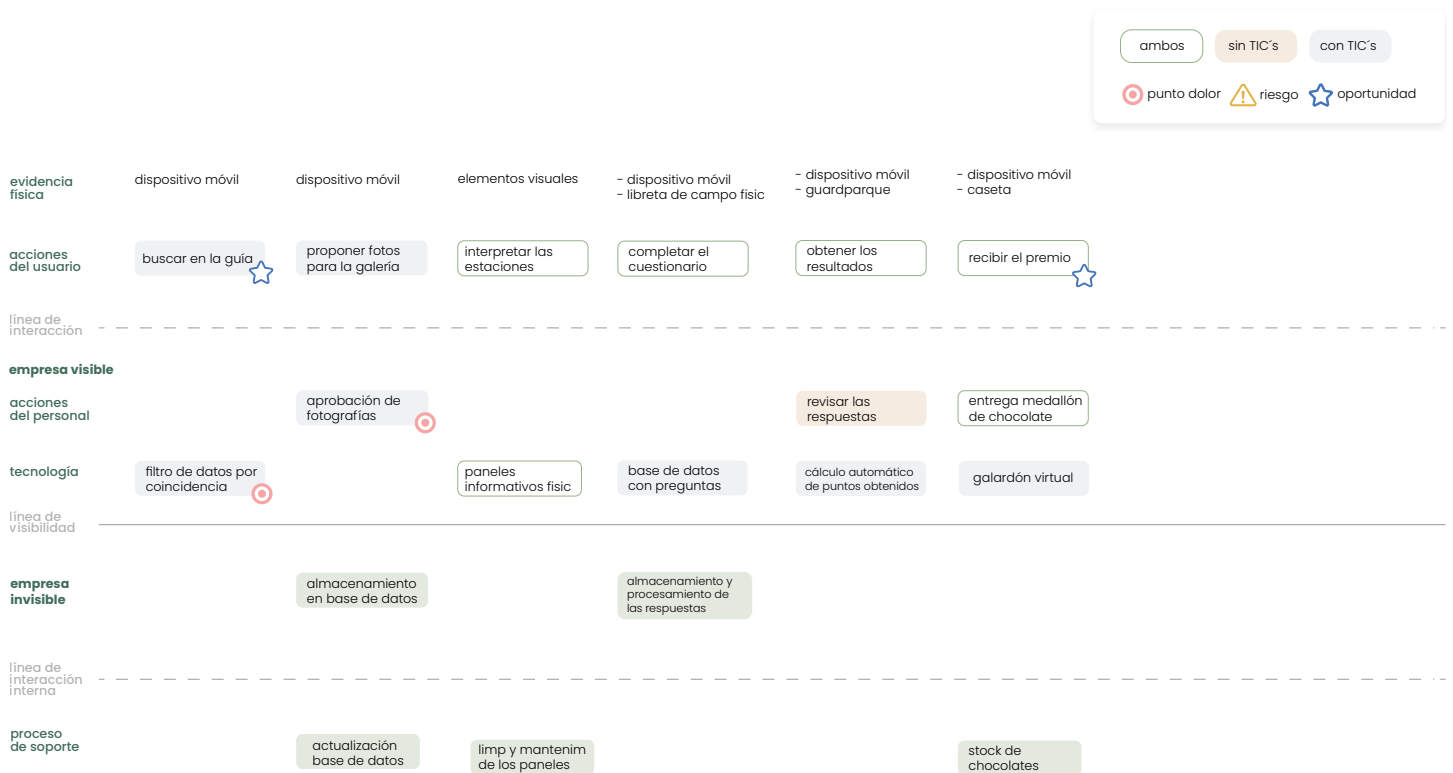 ambos
sin TIC´s
con TIC´s
punto dolor
riesgo
oportunidad
evidencia
física
dispositivo móvil
dispositivo móvil
elementos visuales
- dispositivo móvil
- libreta de campo fisic
- dispositivo móvil
- guardparque
- dispositivo móvil
- caseta
acciones
del usuario
buscar en la guía
proponer fotos
para la galería
interpretar las
estaciones
completar el
cuestionario
obtener los
resultados
recibir el premio
línea de
interacción
empresa visible
acciones
del personal
aprobación de
fotografías
revisar las
respuestas
entrega medallón
de chocolate
tecnología
filtro de datos por
coincidencia
paneles
informativos fisic
base de datos
con preguntas
cálculo automático
de puntos obtenidos
galardón virtual
línea de
visibilidad
empresa
invisible
almacenamiento
en base de datos
almacenamiento y
procesamiento de
las respuestas
línea de
interacción
interna
proceso
de soporte
actualización
base de datos
limp y mantenim
de los paneles
stock de
chocolates